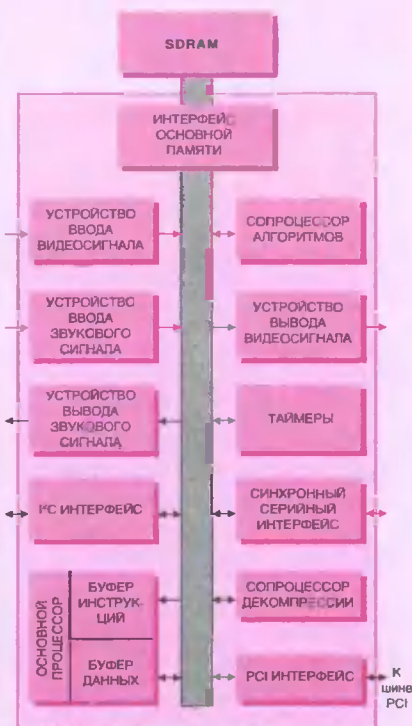 SDRAM
ИНТЕРФЕЙС
ОСНОВНОЙ
ПАМЯТИ
УСТРОЙСТВО
ВВОДА
ВИДЕОСИГНАЛА
СОПРОЦЕССОР
АЛГОРИТМОВ
УСТРОЙСТВО
ВВОДА
ЗВУКОВОГО
СИГНАЛА
УСТРОЙСТВО
ВЫВОДА
ВИДЕОСИГНАЛА
УСТРОЙСТВО
ВЫВОДА
ЗВУКОВОГО
СИГНАЛА
ТАЙМЕРЫ
I²C ИНТЕРФЕЙС
СИНХРОННЫЙ
СЕРИЙНЫЙ
ИНТЕРФЕЙС
ОСНОВНОЙ
ПРОЦЕССОР
БУФЕР
ИНСТРУК-
ЦИЙ
БУФЕР
ДАННЫХ
СОПРОЦЕССОР
ДЕКОМПРЕССИИ
PCI ИНТЕРФЕЙС
К
шине
PCI